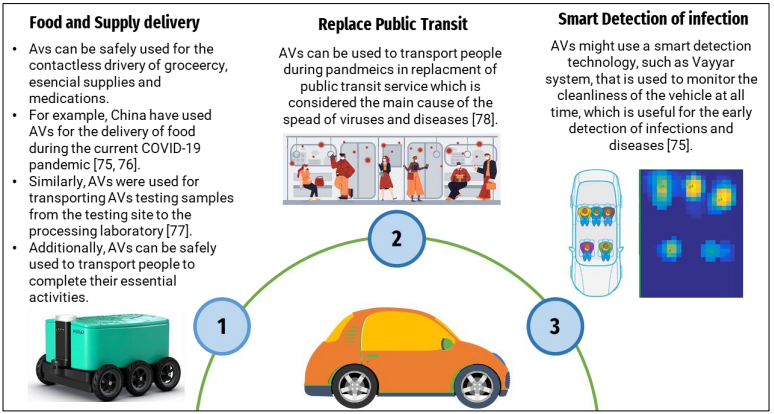 Food and Supply delivery
• Avs can be safely used for the
contactless drivery of groceercy,
esencial supplies and
medications.
• For example, China have used
AVs for the delivery of food
during the current COVID-19
pandemic [75, 76].
• Similarly, AVs were used for
transporting AVs testing samples
from the testing site to the
processing laboratory [77].
• Additionally, AVs can be safely
used to transport people to
complete their essential
activities.
1
Replace Public Transit
AVs can be used to transport people
during pandmeics in replacment of
public transit service which is
considered the main cause of the
spead of viruses and diseases [78].
2
Smart Detection of infection
AVs might use a smart detection
technology, such as Vayyar
system, that is used to monitor the
cleanliness of the vehicle at all
time, which is useful for the early
detection of infections and
diseases [75].
3